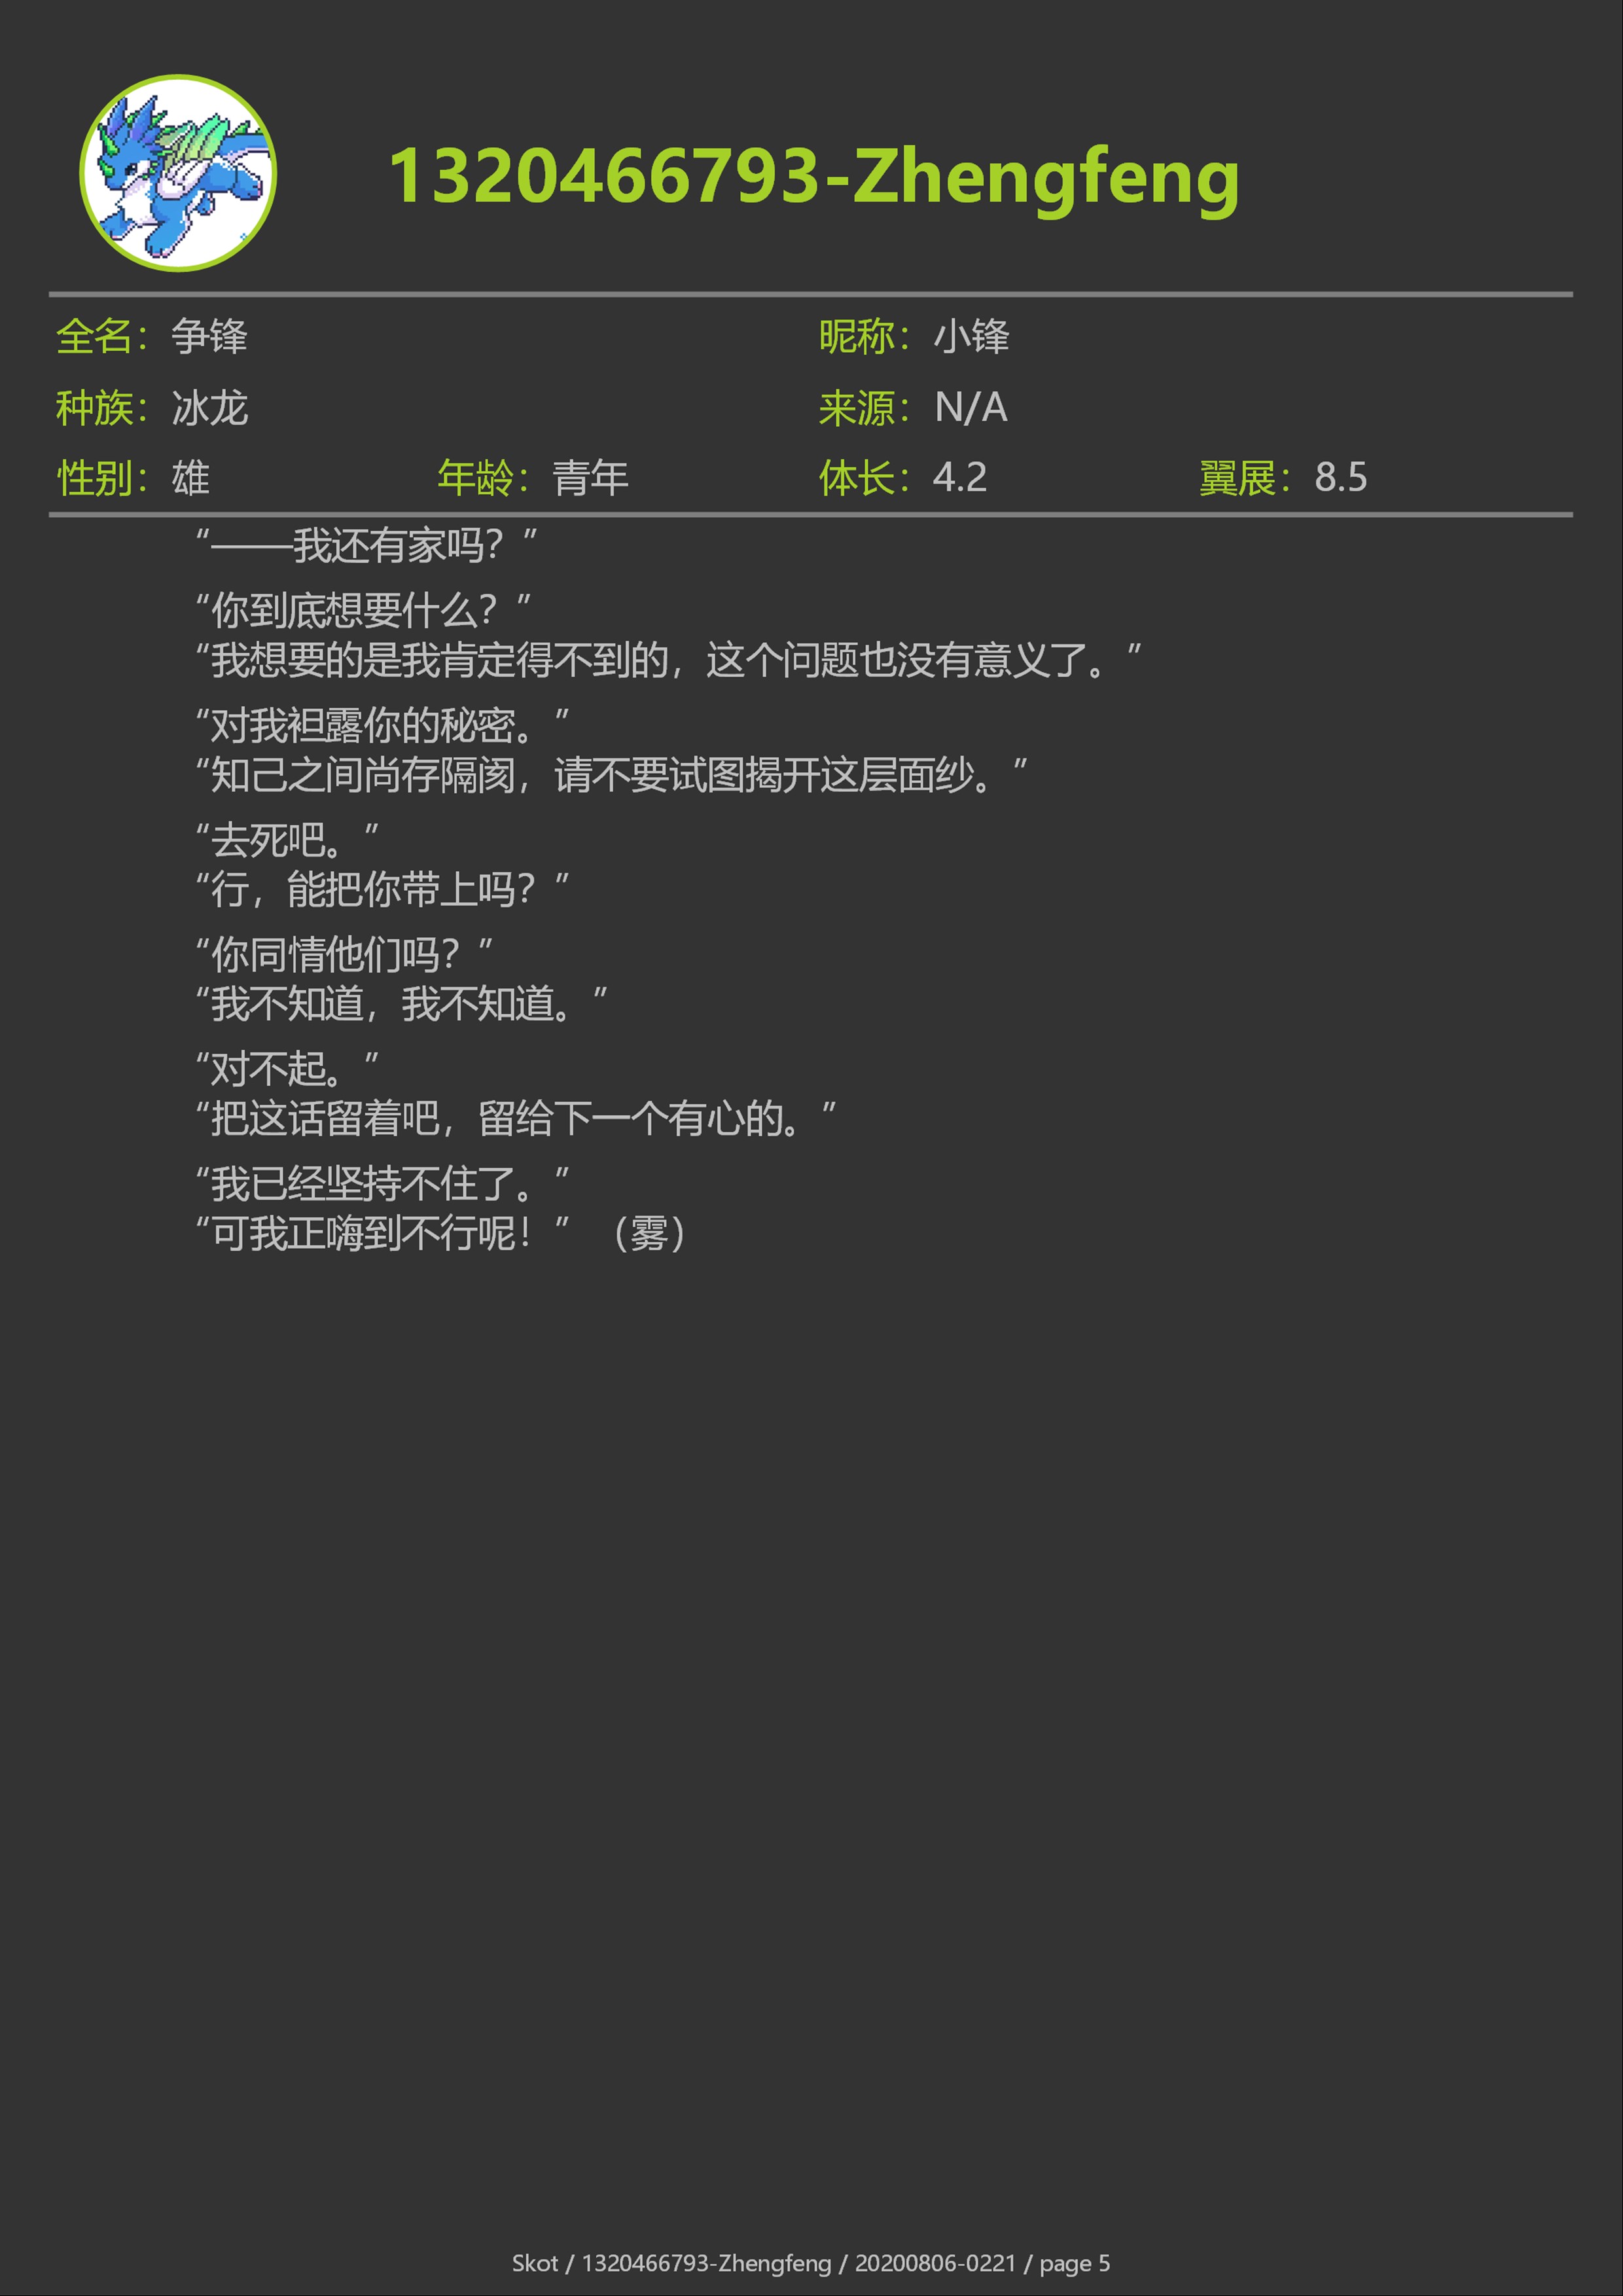 1320466793-Zhengfeng
全名：争锋 昵称：小锋
种族：冰龙 来源：N/A
性别：雄 年龄：青年 体长：4.2 翼展：8.5
“——我还有家吗？”
“你到底想要什么？”
“我想要的是我肯定得不到的，这个问题也没有意义了。”
“对我袒露你的秘密。”
“知己之间尚存隔阂，请不要试图揭开这层面纱。”
“去死吧。”
“行，能把你带上吗？”
“你同情他们吗？”
“我不知道，我不知道。”
“对不起。”
“把这话留着吧，留给下一个有心的。”
“我已经坚持不住了。”
“可我正嗨到不行呢！”（雾）
Skot / 1320466793-Zhengfeng / 20200806-0221 / page 5